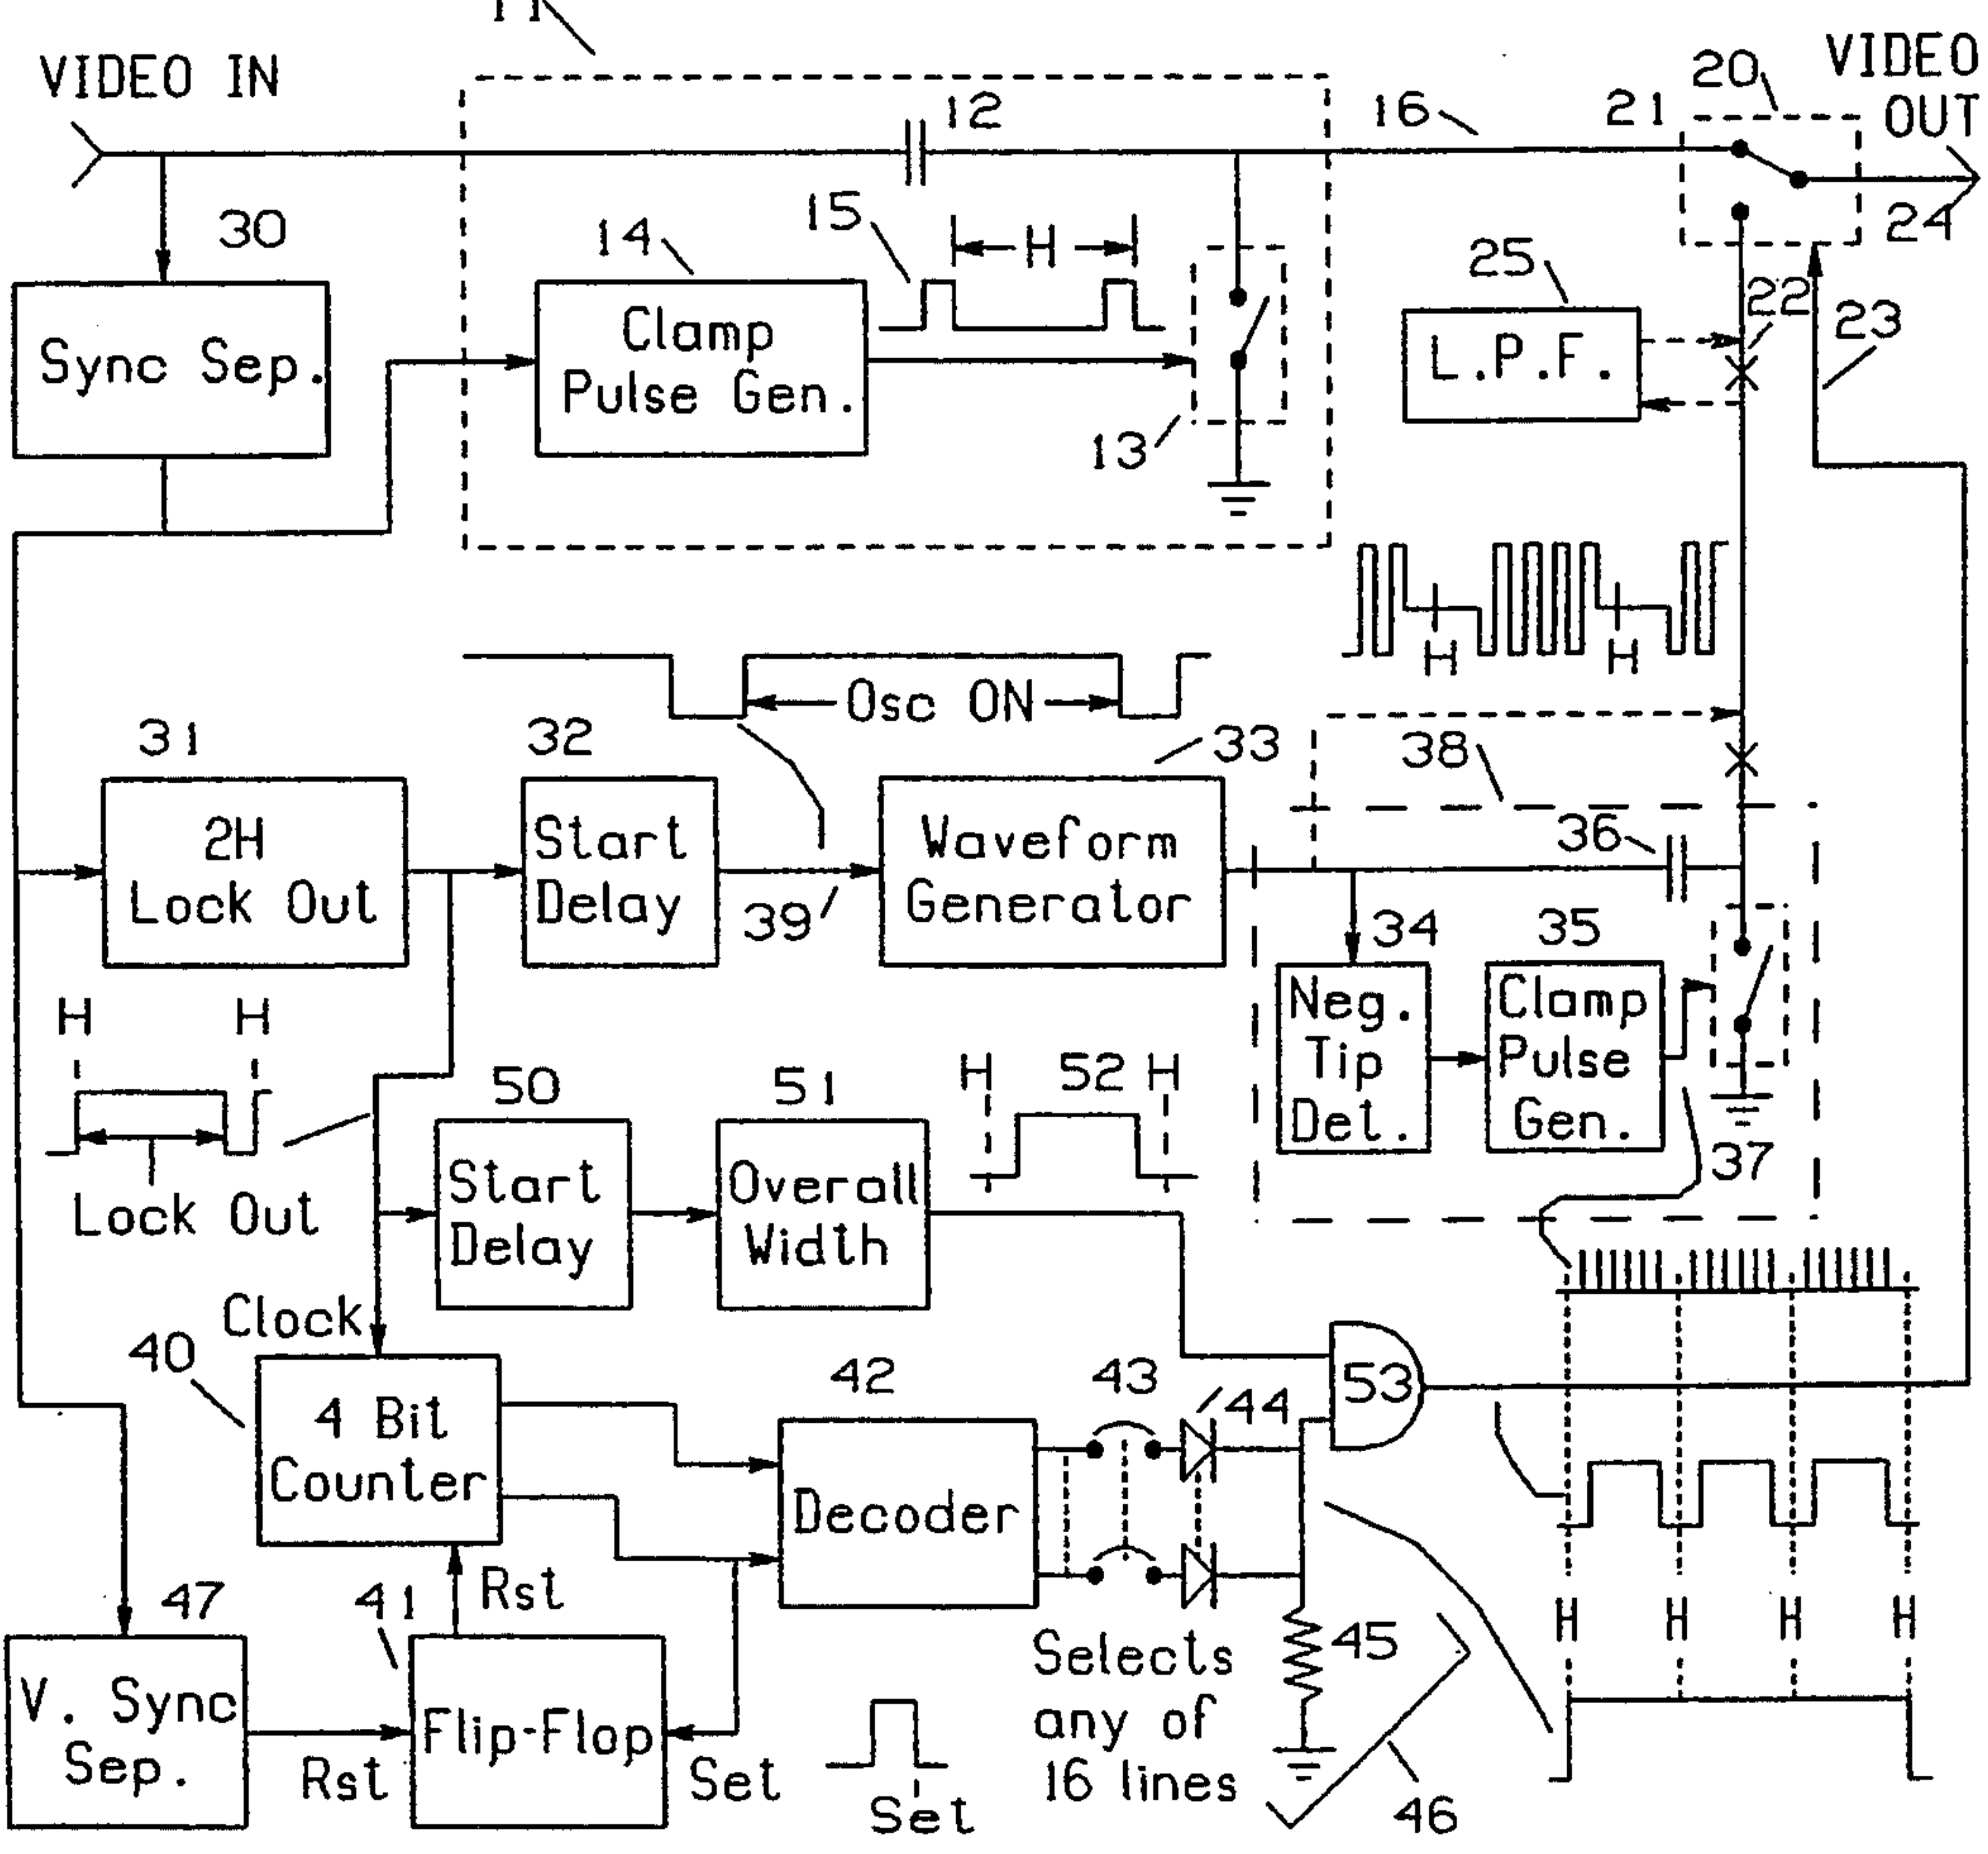 11
VIDEO IN
12
16
21
20
VIDEO
OUT
30
14
15
H
25
22
24
23
Sync Sep.
Clamp
Pulse Gen.
L.P.F.
13
H
H
Osc ON
31
32
33
38
2H
Lock Out
Start
Delay
Waveform
Generator
36
39
34
35
H
H
Neg.
Tip
Det.
Clamp
Pulse
Gen.
50
51
H
52
H
37
Lock Out
Start
Delay
Overall
Width
Clock
40
42
43
44
53
4 Bit
Counter
Decoder
47
41
Rst
H
H
H
H
45
V. Sync
Sep.
Rst
Flip-Flop
Set
Set
Selects
any of
16 lines
46